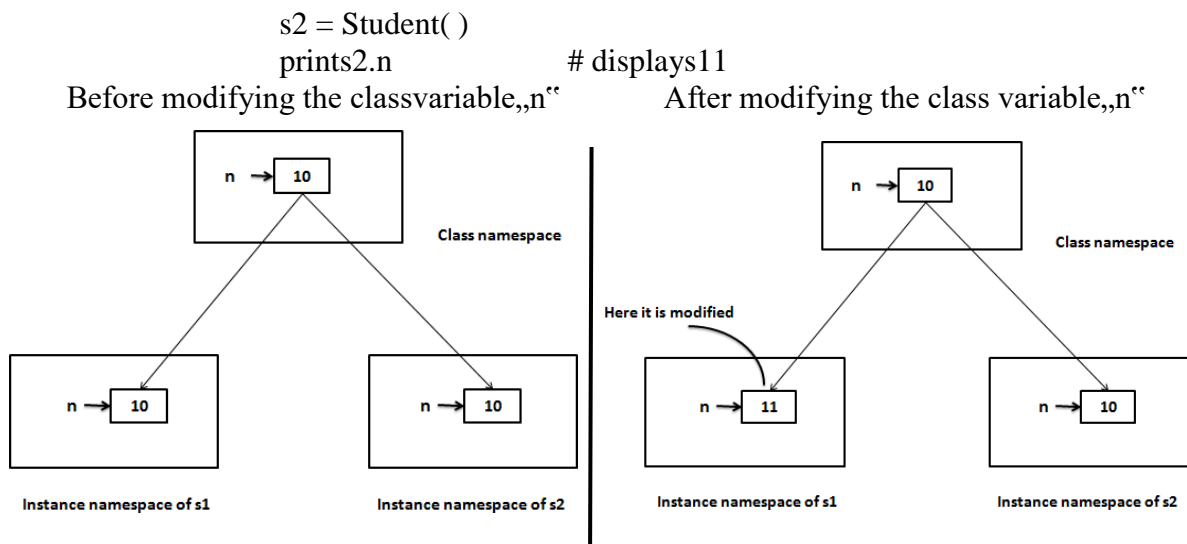 s2 = Student( )
prints2.n # displays11
Before modifying the classvariable„n‟
After modifying the class variable„n‟
n
10
Class namespace
n
10
Class namespace
Here it is modified
n
10
n
10
n
11
n
10
Instance namespace of s1
Instance namespace of s2
Instance namespace of s1
Instance namespace of s2